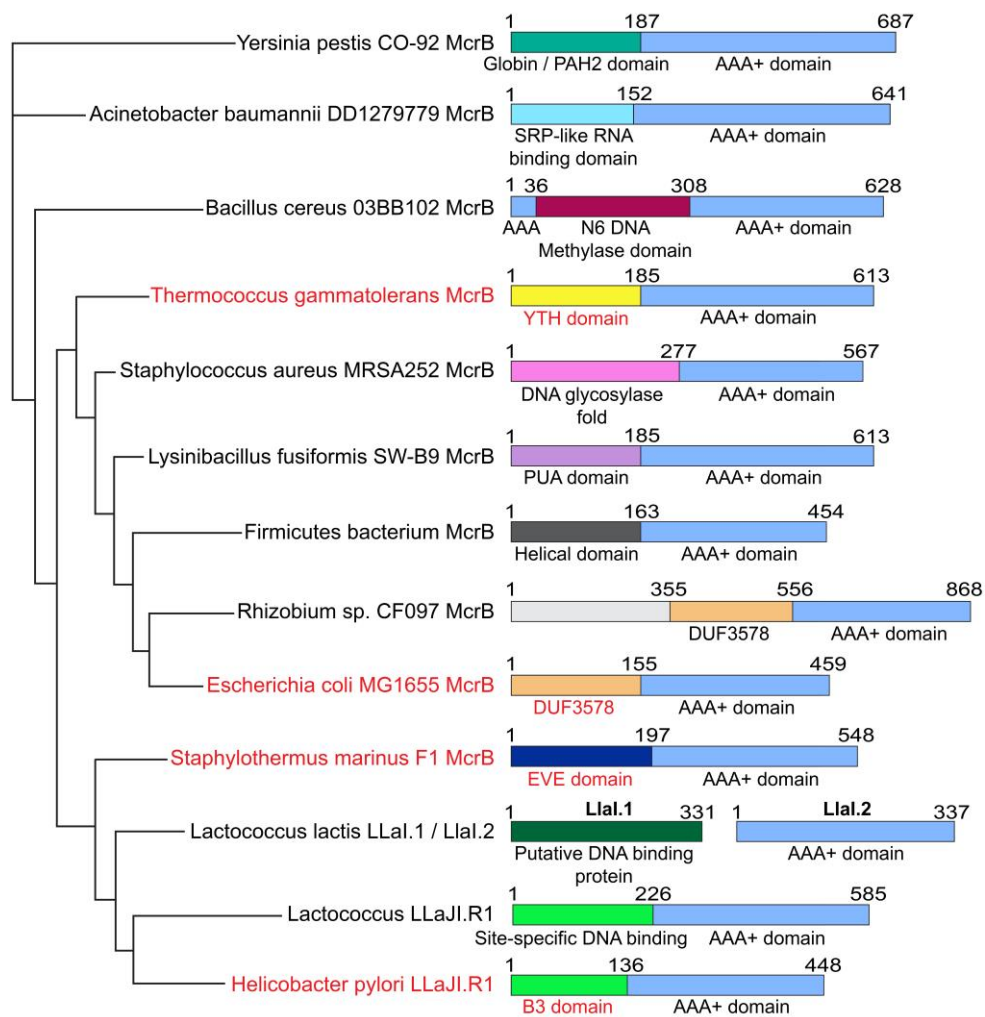 1 187 687
Yersinia pestis CO-92 McrB
Globin / PAH2 domain AAA+ domain
1 152 641
Acinetobacter baumannii DD1279779 McrB
SRP-like RNA AAA+ domain
binding domain
1 36 308 628
Bacillus cereus 03BB102 McrB
AAA N6 DNA AAA+ domain
Methylase domain
1 185 613
Thermococcus gammatolerans McrB
YTH domain AAA+ domain
1 277 567
Staphylococcus aureus MRSA252 McrB
DNA glycosylase AAA+ domain
fold
1 185 613
Lysinibacillus fusiformis SW-B9 McrB
PUA domain AAA+ domain
1 163 454
Firmicutes bacterium McrB
Helical domain AAA+ domain
1 355 556 868
Rhizobium sp. CF097 McrB
DUF3578 AAA+ domain
1 155 459
Escherichia coli MG1655 McrB
DUF3578 AAA+ domain
1 197 548
Staphylothermus marinus F1 McrB
EVE domain AAA+ domain
1 LlaI.1 331 1 LlaI.2 337
Lactococcus lactis LLaI.1 / LlaI.2
Putative DNA binding AAA+ domain
protein
1 226 585
Lactococcus LLaJI.R1
Site-specific DNA binding AAA+ domain
1 136 448
Helicobacter pylori LLaJI.R1
B3 domain AAA+ domain